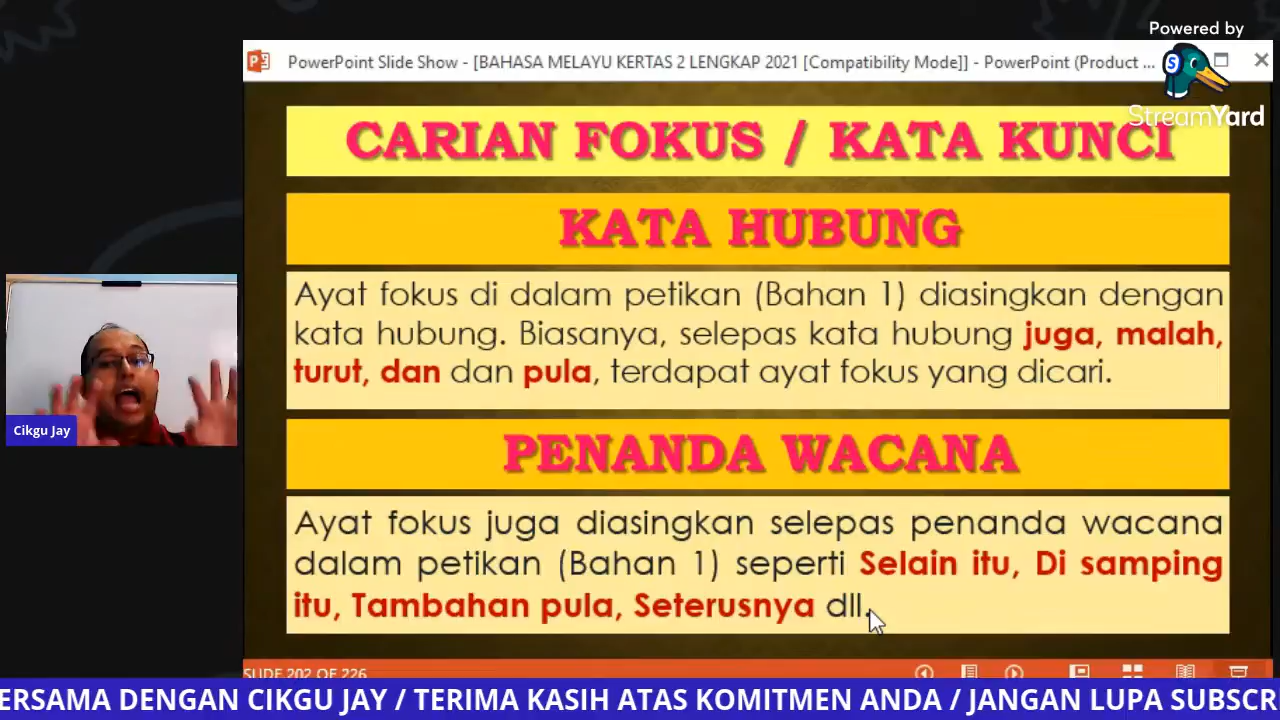 Powered by
PowerPoint Slide Show - [BAHASA MELAYU KERTAS 2 LENGKAP 2021 [Compatibility Mode]] - PowerPoint (Product ...
StreamYard
CARIAN FOKUS / KATA KUNCI
KATA HUBUNG
Ayat fokus di dalam petikan (Bahan 1) diasingkan dengan
kata hubung. Biasanya, selepas kata hubung juga, malah,
turut, dan dan pula, terdapat ayat fokus yang dicari.
Cikgu Jay
PENANDA WACANA
Ayat fokus juga diasingkan selepas penanda wacana
dalam petikan (Bahan 1) seperti Selain itu, Di samping
itu, Tambahan pula, Seterusnya dll.
SLIDE 202 OF 226
ERSAMA DENGAN CIKGU JAY / TERIMA KASIH ATAS KOMITMEN ANDA / JANGAN LUPA SUBSCR